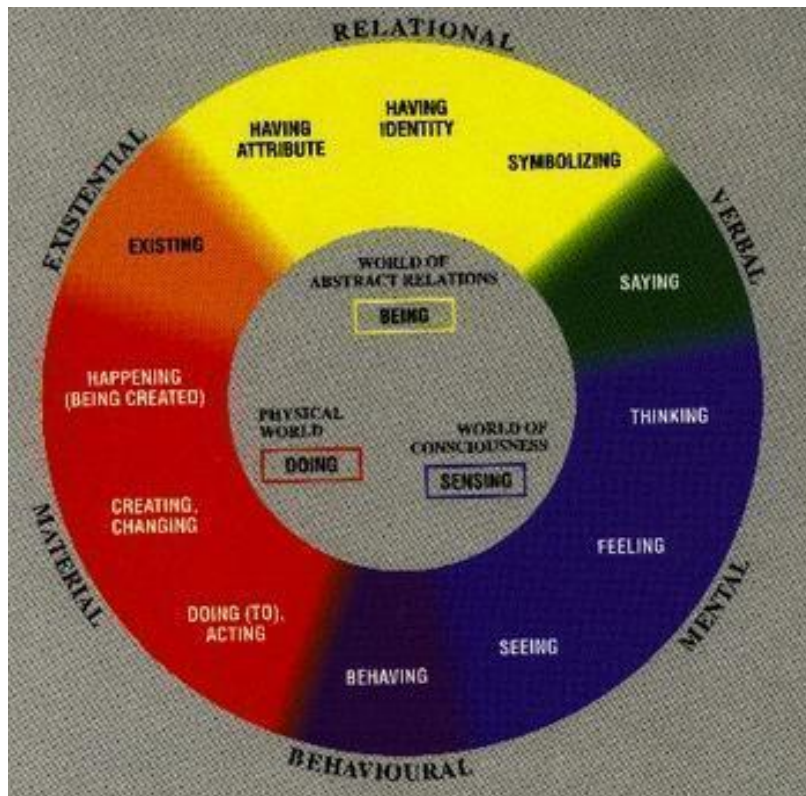 RELATIONAL
HAVING
ATTRIBUTE
HAVING
IDENTITY
SYMBOLIZING
EXISTENTIAL
EXISTING
VERBAL
SAYING
WORLD OF
ABSTRACT RELATIONS
BEING
HAPPENING
(BEING CREATED)
PHYSICAL
WORLD
DOING
WORLD OF
CONSCIOUSNESS
SENSING
THINKING
CREATING,
CHANGING
FEELING
MATERIAL
MENTAL
DOING (TO),
ACTING
SEEING
BEHAVING
BEHAVIOURAL